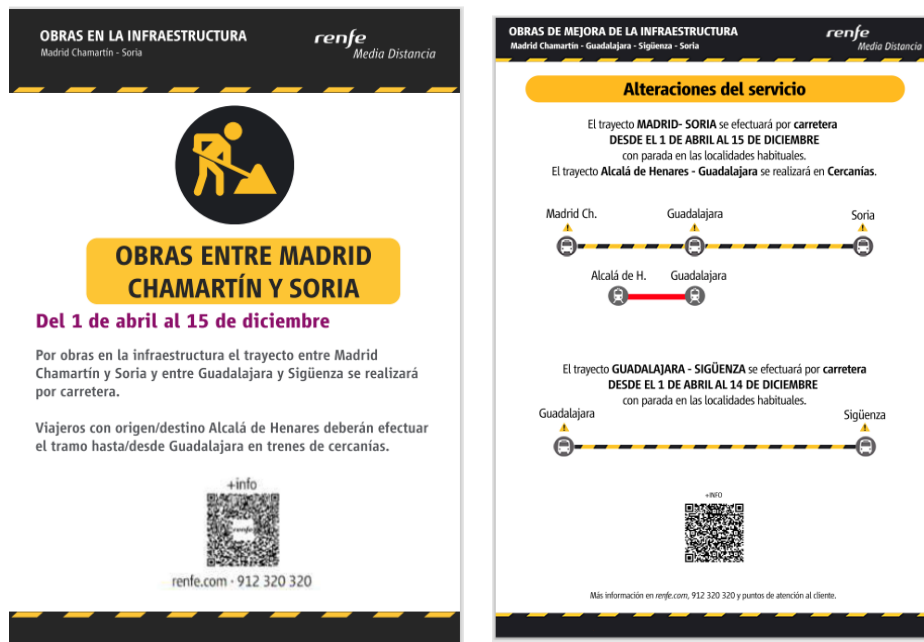 OBRAS EN LA INFRAESTRUCTURA
Madrid Chamartín - Soria
renfe
Media Distancia
OBRAS ENTRE MADRID
CHAMARTÍN Y SORIA
Del 1 de abril al 15 de diciembre
Por obras en la infraestructura el trayecto entre Madrid
Chamartín y Soria y entre Guadalajara y Sigüenza se realizará
por carretera.
Viajeros con origen/destino Alcalá de Henares deberán efectuar
el tramo hasta/desde Guadalajara en trenes de cercanías.
+info
renfe
renfe.com · 912 320 320
OBRAS DE MEJORA DE LA INFRAESTRUCTURA
Madrid Chamartín - Guadalajara - Sigüenza - Soria
renfe
Media Distancia
Alteraciones del servicio
El trayecto MADRID- SORIA se efectuará por carretera
DESDE EL 1 DE ABRIL AL 15 DE DICIEMBRE
con parada en las localidades habituales.
El trayecto Alcalá de Henares - Guadalajara se realizará en Cercanías.
Madrid Ch. Guadalajara Soria
Alcalá de H. Guadalajara
El trayecto GUADALAJARA - SIGÜENZA se efectuará por carretera
DESDE EL 1 DE ABRIL AL 14 DE DICIEMBRE
con parada en las localidades habituales.
Guadalajara Sigüenza
+INFO
Más información en renfe.com, 912 320 320 y puntos de atención al cliente.